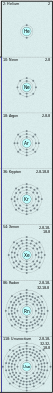 2: Helium 2
He
10: Neon 2,8
Ne
18: Argon 2,8,8
Ar
36: Krypton 2,8,18,8
Kr
54: Xenon 2,8,18,
18,8
Xe
86: Radon 2,8,18,
32,18,8
Rn
118: Ununoctium 2,8,18,
32,32,
18,8
Uuo